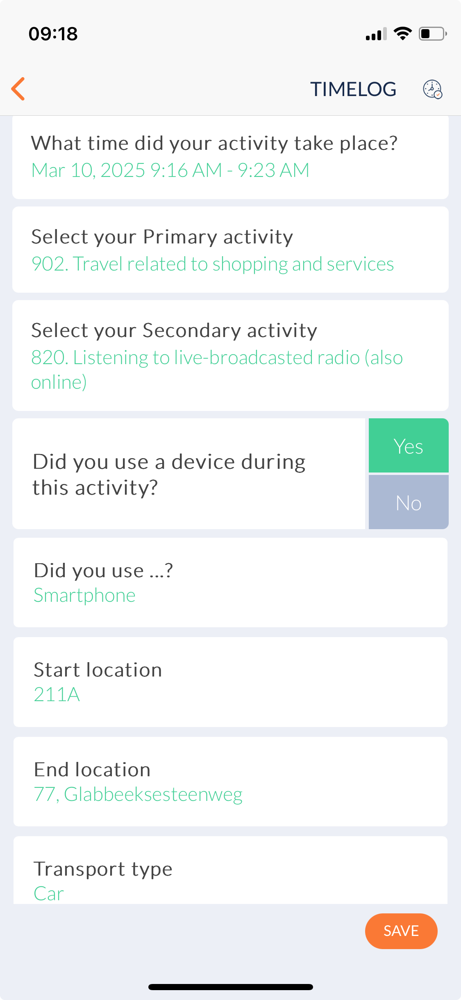 09:18
TIMELOG
What time did your activity take place?
Mar 10, 2025 9:16 AM - 9:23 AM
Select your Primary activity
902. Travel related to shopping and services
Select your Secondary activity
820. Listening to live-broadcasted radio (also
online)
Did you use a device during
this activity?
Yes
No
Did you use ...?
Smartphone
Start location
211A
End location
77, Glabbeeksesteenweg
Transport type
Car
SAVE